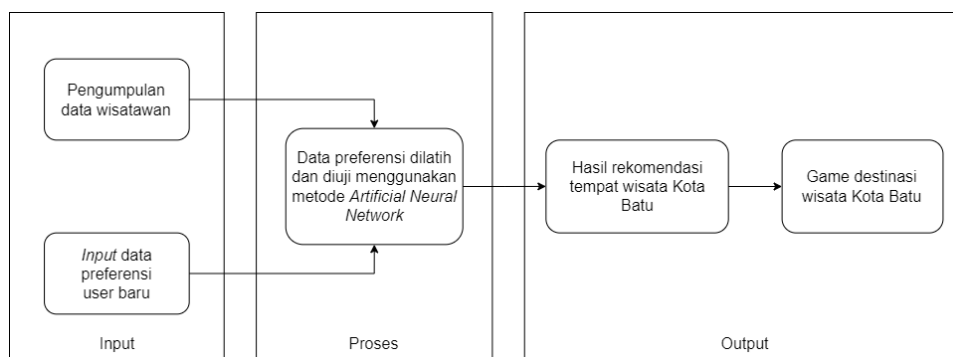 Pengumpulan
data wisatawan
Input data
preferensi
user baru
Input
Data preferensi dilatih
dan diuji menggunakan
metode Artificial Neural
Network
Proses
Hasil rekomendasi
tempat wisata Kota
Batu
Game destinasi
wisata Kota Batu
Output